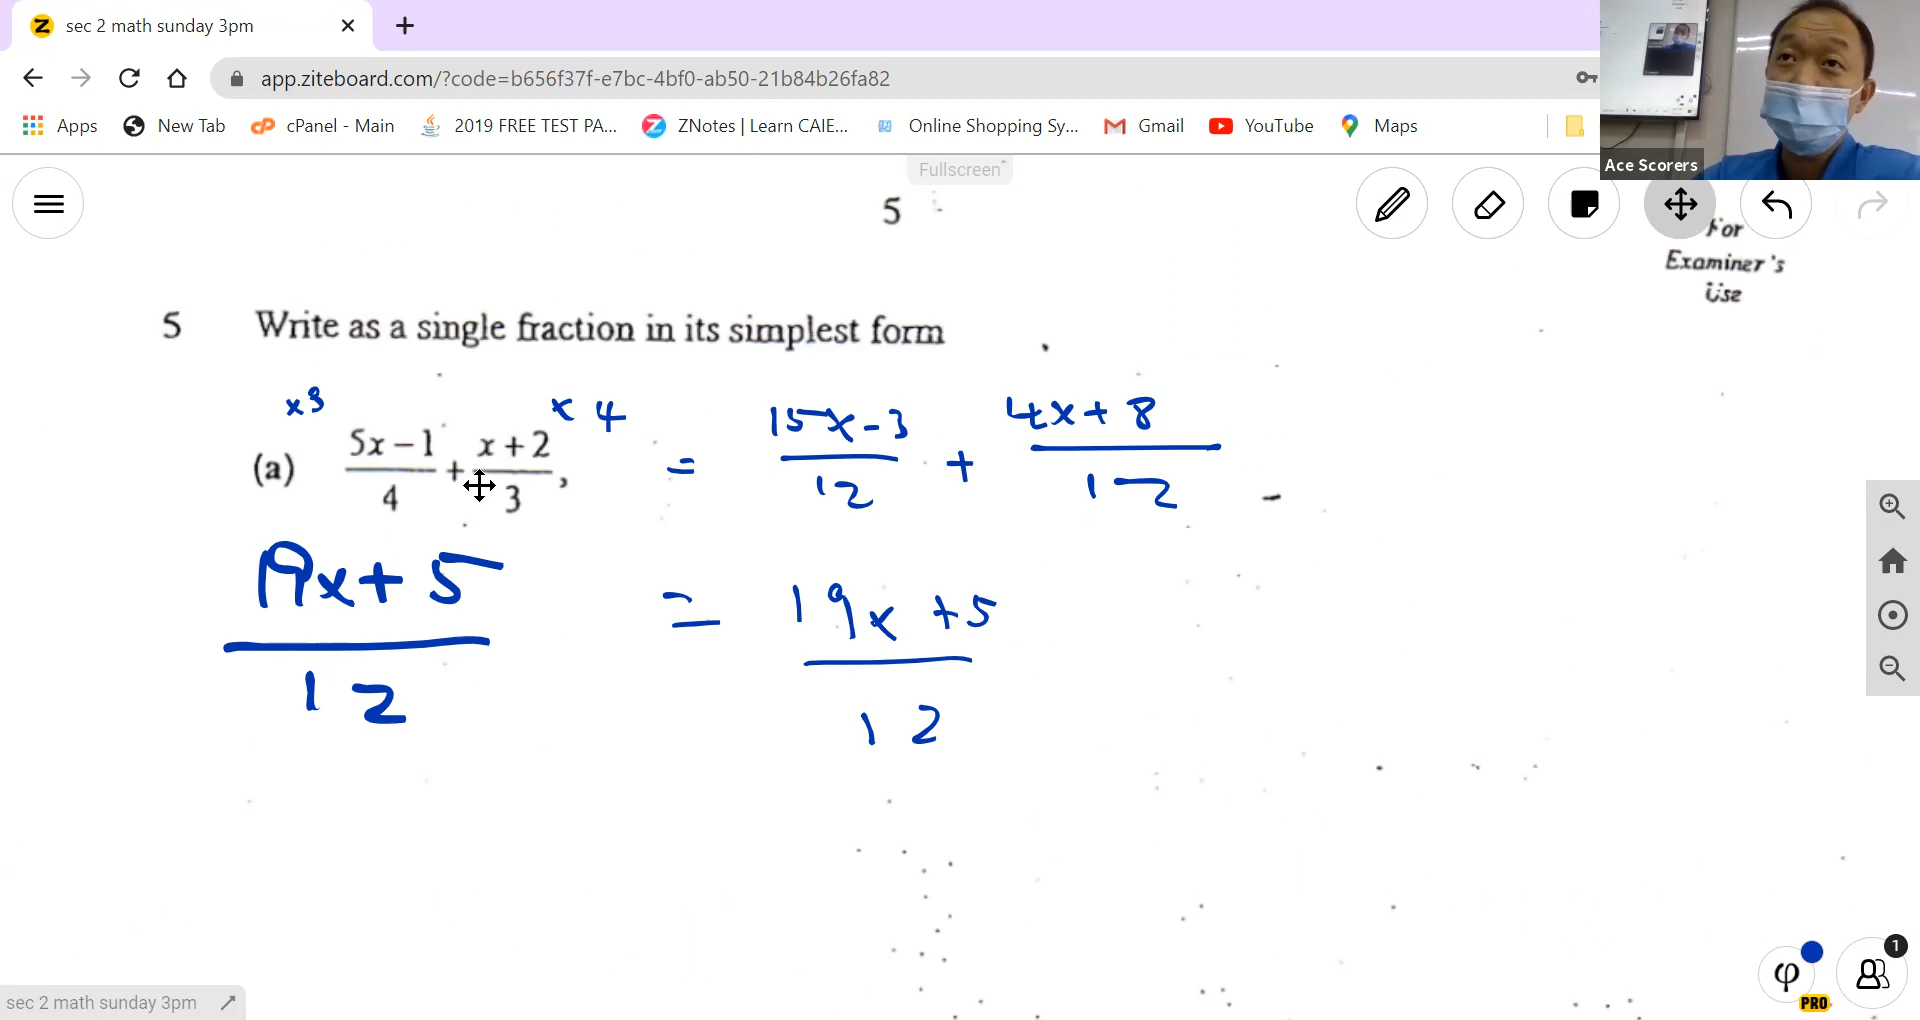 sec 2 math sunday 3pm
app.ziteboard.com/?code=b656f37f-e7bc-4bf0-ab50-21b84b26fa82
Apps New Tab cPanel - Main 2019 FREE TEST PA... ZNotes | Learn CAIE... Online Shopping Sy... Gmail YouTube Maps
Ace Scorers
Fullscreen
5
For
Examiner's
Use
5 Write as a single fraction in its simplest form
x3 x 4
(a) (5x − 1)/4 + (x + 2)/3, = (15x - 3)/12 + (4x + 8)/12
(19x + 5)/12 = (19x + 5)/12
1
φ PRO
sec 2 math sunday 3pm